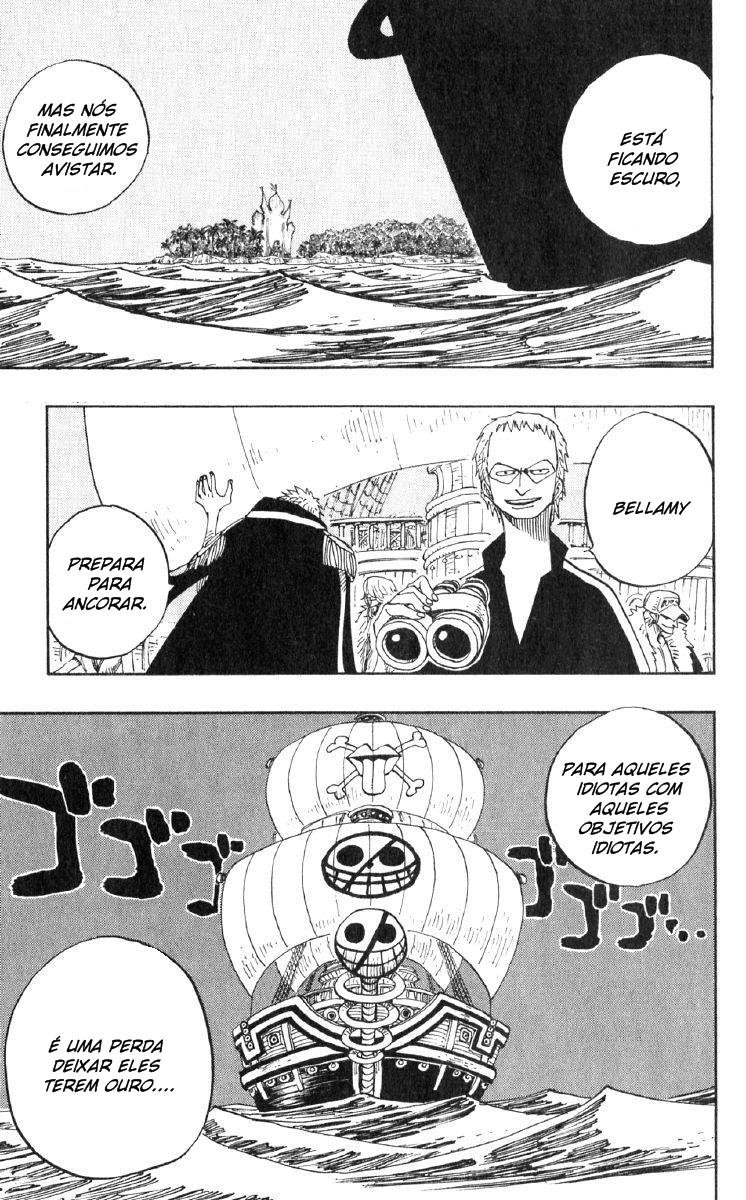 ESTÁ
FICANDO
ESCURO,
MAS NÓS
FINALMENTE
CONSEGUIMOS
AVISTAR.
BELLAMY
PREPARA
PARA
ANCORAR.
PARA AQUELES
IDIOTAS COM
AQUELES
OBJETIVOS
IDIOTAS.
ゴゴゴゴ
ゴゴゴ...
É UMA PERDA
DEIXAR ELES
TEREM OURO....